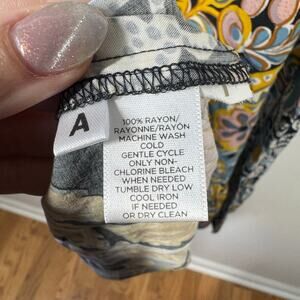 A
100% RAYON/
RAYONNE/RAYÓN
MACHINE WASH
COLD
GENTLE CYCLE
ONLY NON-
CHLORINE BLEACH
WHEN NEEDED
TUMBLE DRY LOW
COOL IRON
IF NEEDED
OR DRY CLEAN